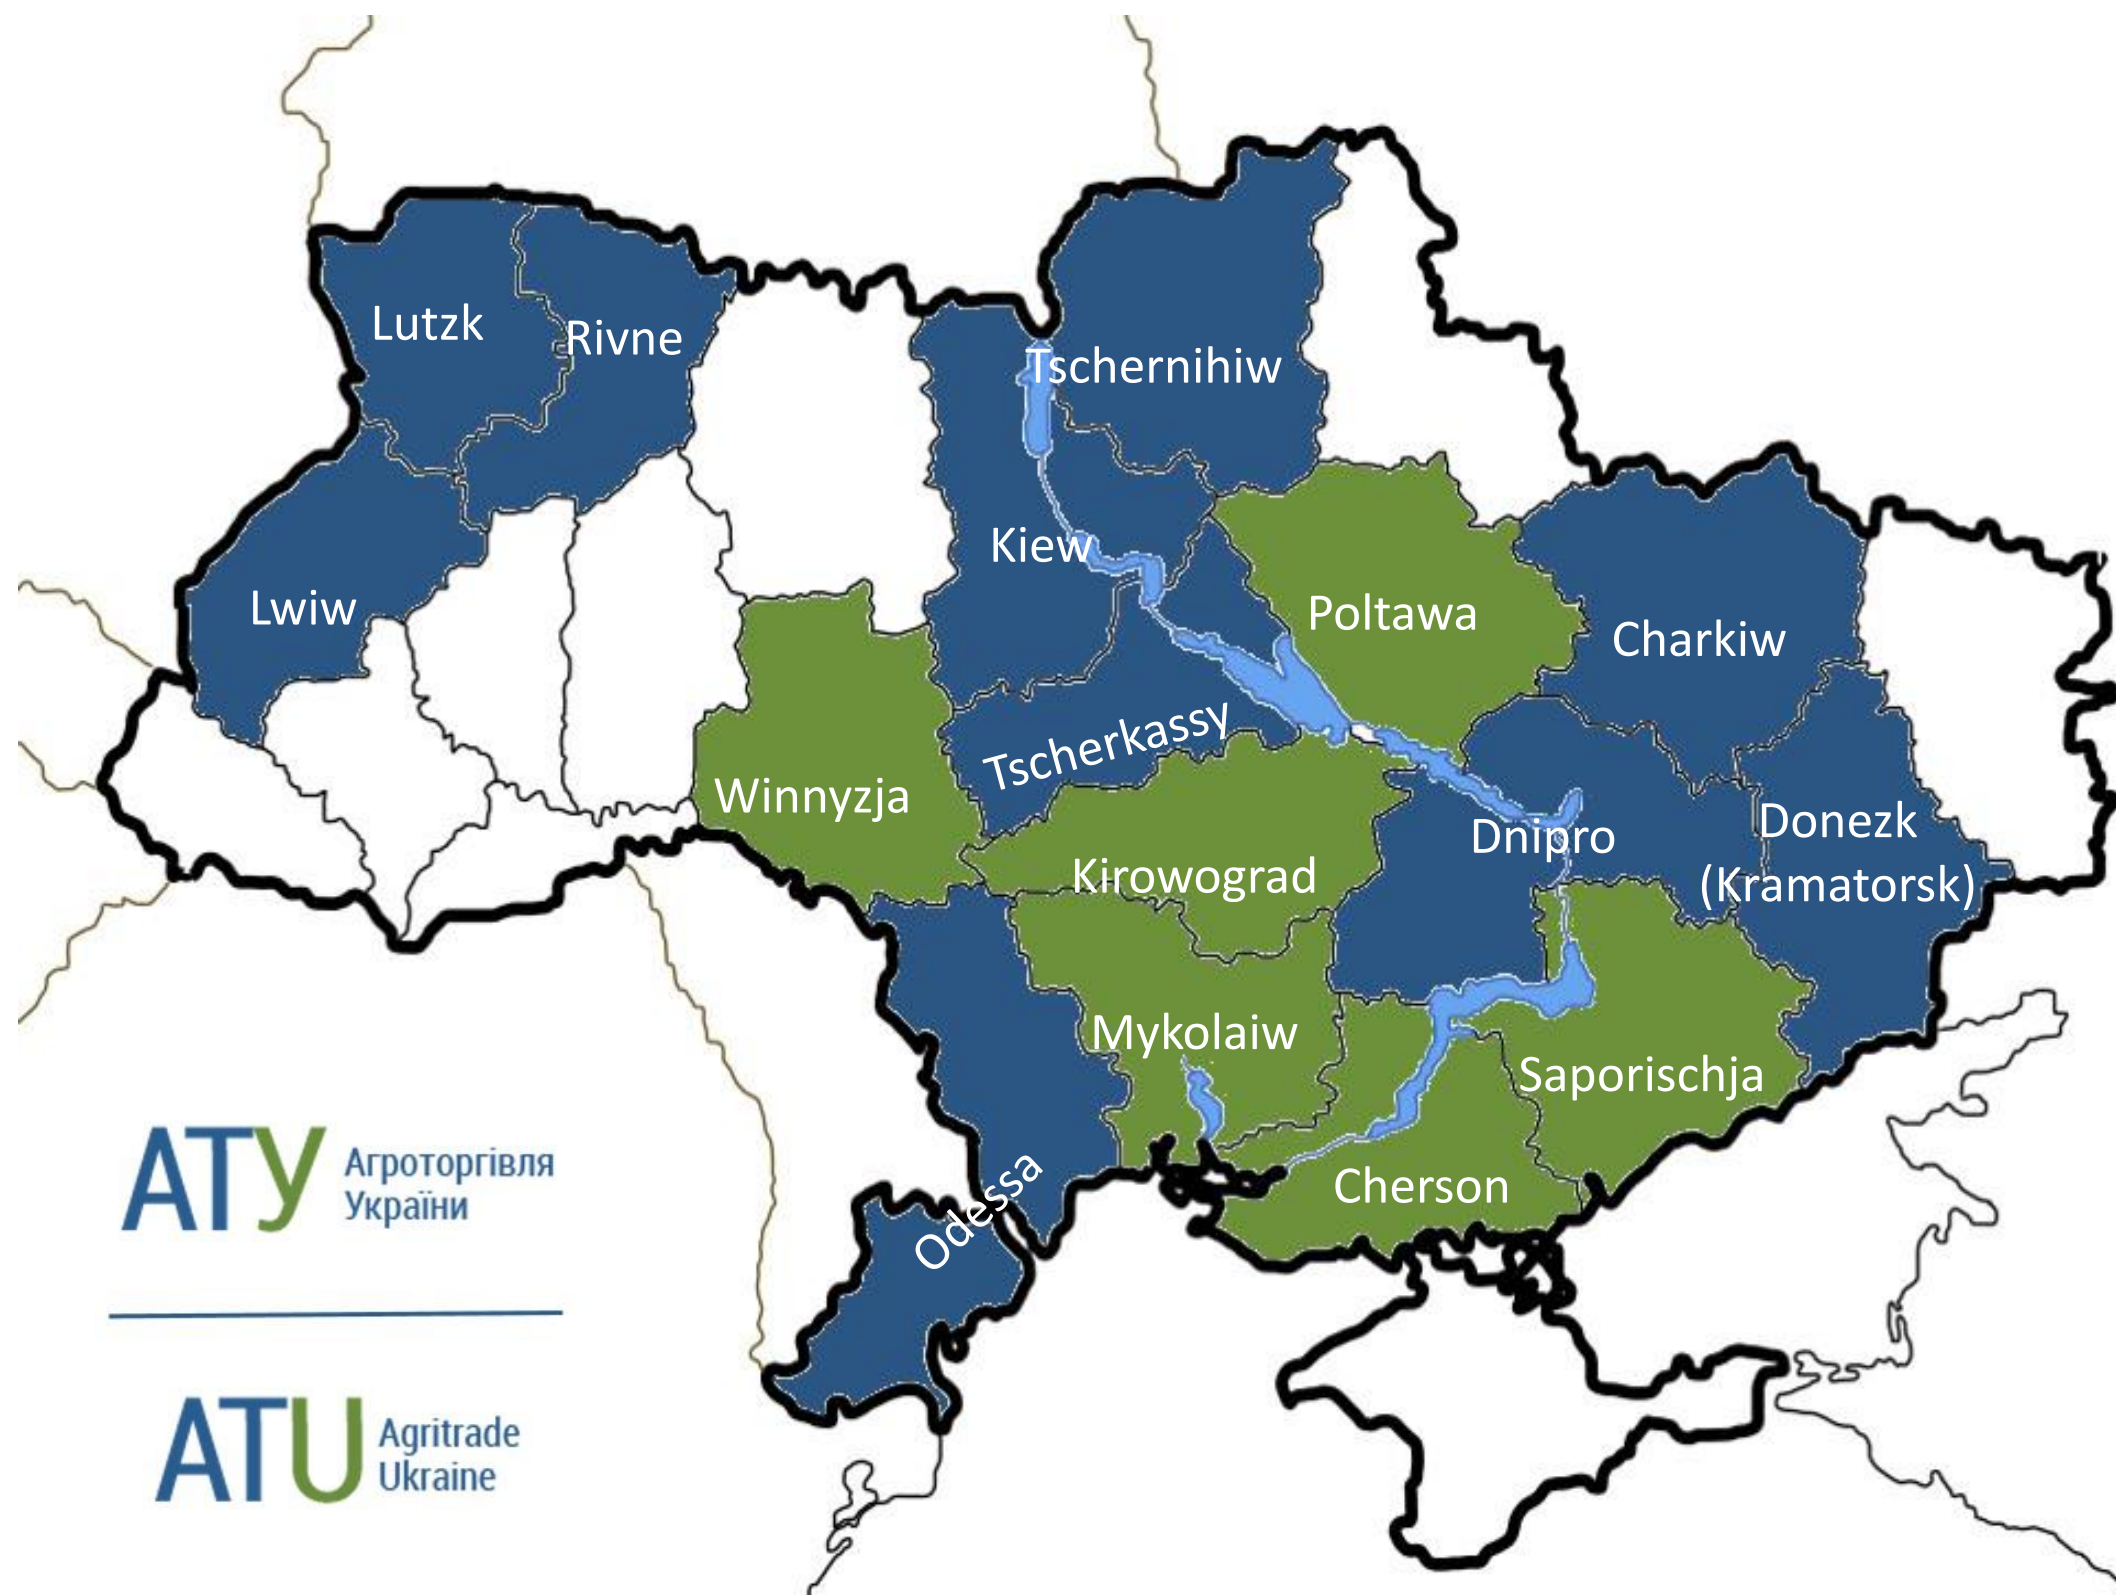 Lutzk
Rivne
Tschernihiw
Kiew
Lwiw
Poltawa
Charkiw
Tscherkassy
Winnyzja
Dnipro
Donezk
(Kramatorsk)
Kirowograd
Mykolaiw
Saporischja
Cherson
Odessa
АТУ
Агроторгівля
України
ATU
Agritrade
Ukraine